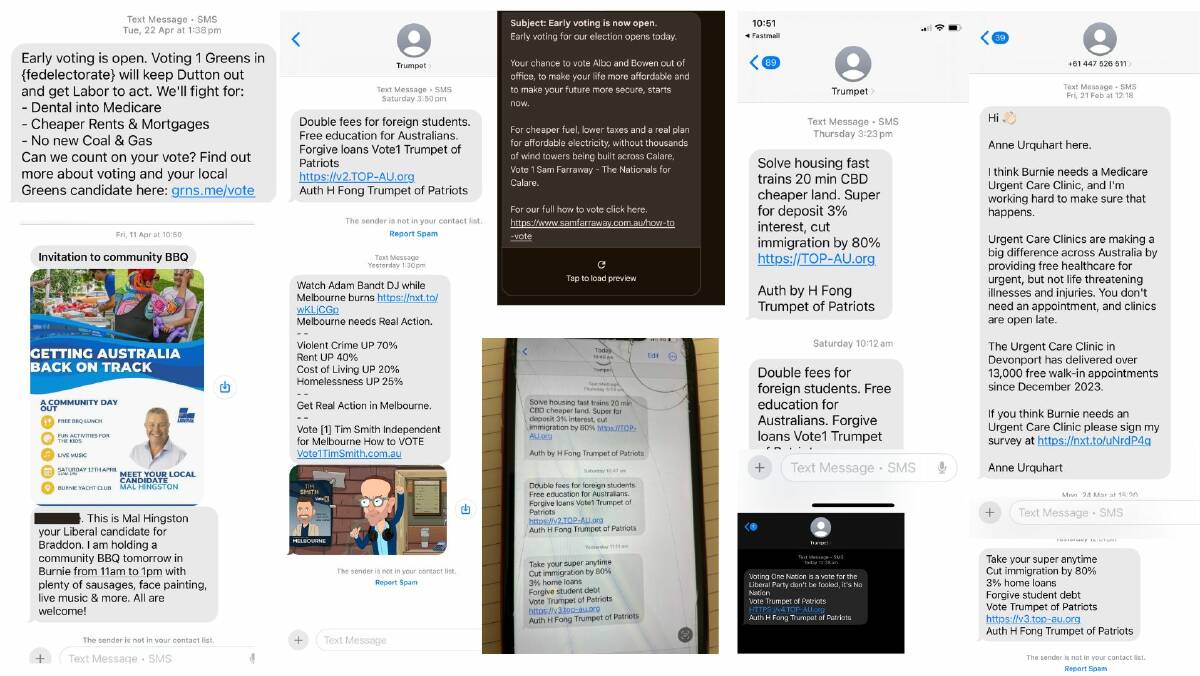 Text Message • SMS
Tue, 22 Apr at 1:38 pm
Early voting is open. Voting 1 Greens in
{fedelectorate} will keep Dutton out
and get Labor to act. We'll fight for:
- Dental into Medicare
- Cheaper Rents & Mortgages
- No new Coal & Gas
Can we count on your vote? Find out
more about voting and your local
Greens candidate here: grns.me/vote
Fri, 11 Apr at 10:50
Invitation to community BBQ
GETTING AUSTRALIA
BACK ON TRACK
A COMMUNITY DAY
OUT
FREE BBQ LUNCH
FUN ACTIVITIES FOR
THE KIDS
LIVE MUSIC
SATURDAY 12TH APRIL
BURNIE YACHT CLUB
MEET YOUR LOCAL
CANDIDATE
MAL HINGSTON
. This is Mal Hingston
your Liberal candidate for
Braddon. I am holding a
community BBQ tomorrow in
Burnie from 11am to 1pm with
plenty of sausages, face painting,
live music & more. All are
welcome!
The sender is not in your contact list.
Text Message • SMS
Trumpet
Text Message • SMS
Saturday 3:50 pm
Double fees for foreign students.
Free education for Australians.
Forgive loans Vote1 Trumpet of
Patriots
https://v2.TOP-AU.org
Auth H Fong Trumpet of Patriots
The sender is not in your contact list.
Report Spam
Text Message
Yesterday 1:30 pm
Watch Adam Bandt DJ while
Melbourne burns https://nxt.to/
wKLjCGp
Melbourne needs Real Action.
- -
Violent Crime UP 70%
Rent UP 40%
Cost of Living UP 20%
Homelessness UP 25%
- -
Get Real Action in Melbourne.
- -
Vote [1] Tim Smith Independent
for Melbourne How to VOTE
Vote1TimSmith.com.au
TIM
SMITH
MELBOURNE
The sender is not in your contact list.
Report Spam
Text Message
Subject: Early voting is now open.
Early voting for our election opens today.
Your chance to vote Albo and Bowen out of
office, to make your life more affordable and
to make your future more secure, starts
now.
For cheaper fuel, lower taxes and a real plan
for affordable electricity, without thousands
of wind towers being built across Calare,
Vote 1 Sam Farraway - The Nationals for
Calare.
For our full how to vote click here.
https://www.samfarraway.com.au/how-to
-vote
Tap to load preview
Today
Edit
Trumpet
Solve housing fast trains 20 min
CBD cheaper land. Super for
deposit 3% interest, cut
immigration by 80% https://TOP-
AU.org
Auth by H Fong Trumpet of
Patriots
Double fees for foreign students.
Free education for Australians.
Forgive loans Vote1 Trumpet of
Patriots
https://v2.TOP-AU.org
Auth H Fong Trumpet of Patriots
Take your super anytime
Cut immigration by 80%
3% home loans
Forgive student debt
Vote Trumpet of Patriots
https://v3.top-au.org
Auth H Fong Trumpet of Patriots
10:51
Fastmail
89
Trumpet
Text Message • SMS
Thursday 3:23 pm
Solve housing fast
trains 20 min CBD
cheaper land. Super
for deposit 3%
interest, cut
immigration by 80%
https://TOP-AU.org
Auth by H Fong
Trumpet of Patriots
Saturday 10:12 am
Double fees for
foreign students. Free
education for
Australians. Forgive
loans Vote1 Trumpet
Text Message • SMS
Trumpet
Text Message • SMS
Voting One Nation is a vote for the
Liberal Party don't be fooled, it's No
Nation
Vote Trumpet of Patriots
HTTPS://v4.TOP-AU.ORG
Auth H Fong Trumpet of Patriots
39
+61 447 526 511
Text Message • SMS
Fri, 21 Feb at 12:18
Hi 👋🏻
Anne Urquhart here.
I think Burnie needs a Medicare
Urgent Care Clinic, and I'm
working hard to make sure that
happens.
Urgent Care Clinics are making a
big difference across Australia by
providing free healthcare for
urgent, but not life threatening
illnesses and injuries. You don't
need an appointment, and clinics
are open late.
The Urgent Care Clinic in
Devonport has delivered over
13,000 free walk-in appointments
since December 2023.
If you think Burnie needs an
Urgent Care Clinic please sign my
survey at https://nxt.to/uNrdP4q
Anne Urquhart
Mon, 24 Mar at 15:20
Text Message • SMS
Take your super anytime
Cut immigration by 80%
3% home loans
Forgive student debt
Vote Trumpet of Patriots
https://v3.top-au.org
Auth H Fong Trumpet of Patriots
The sender is not in your contact list.
Report Spam